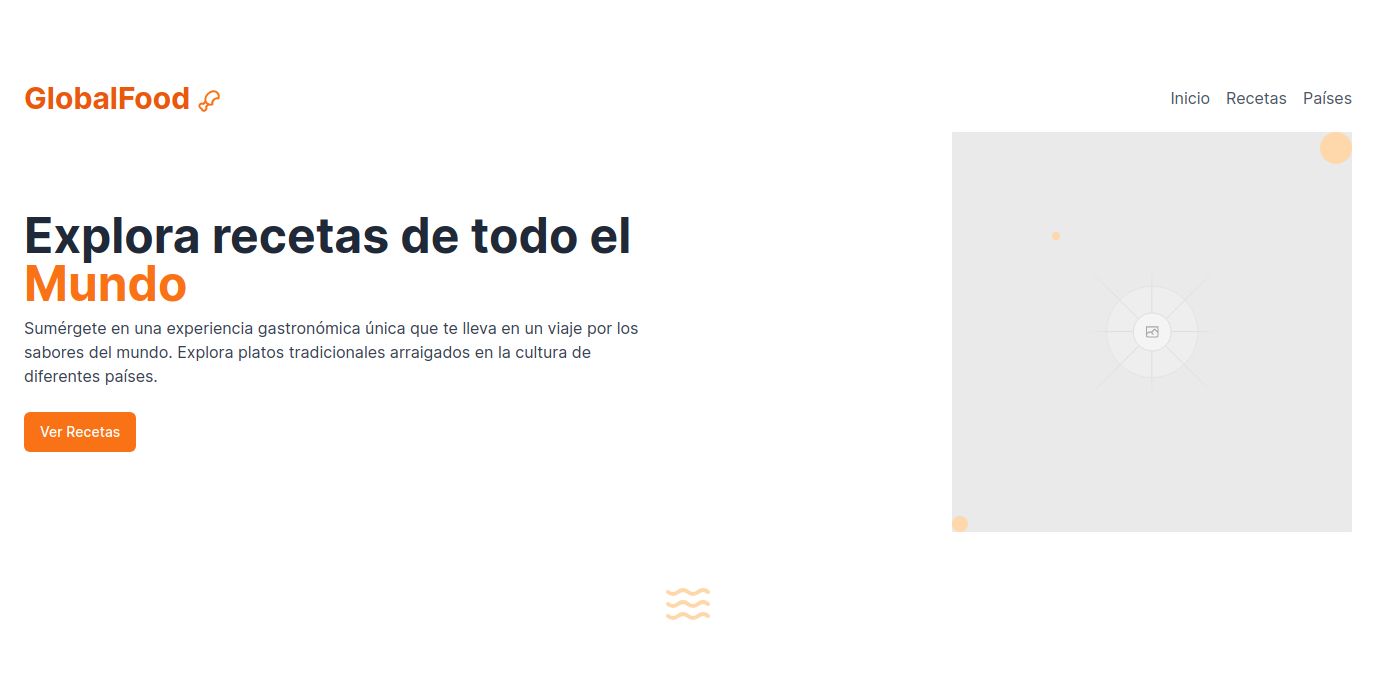 GlobalFood
Inicio Recetas Países
Explora recetas de todo el
Mundo
Sumérgete en una experiencia gastronómica única que te lleva en un viaje por los
sabores del mundo. Explora platos tradicionales arraigados en la cultura de
diferentes países.
Ver Recetas